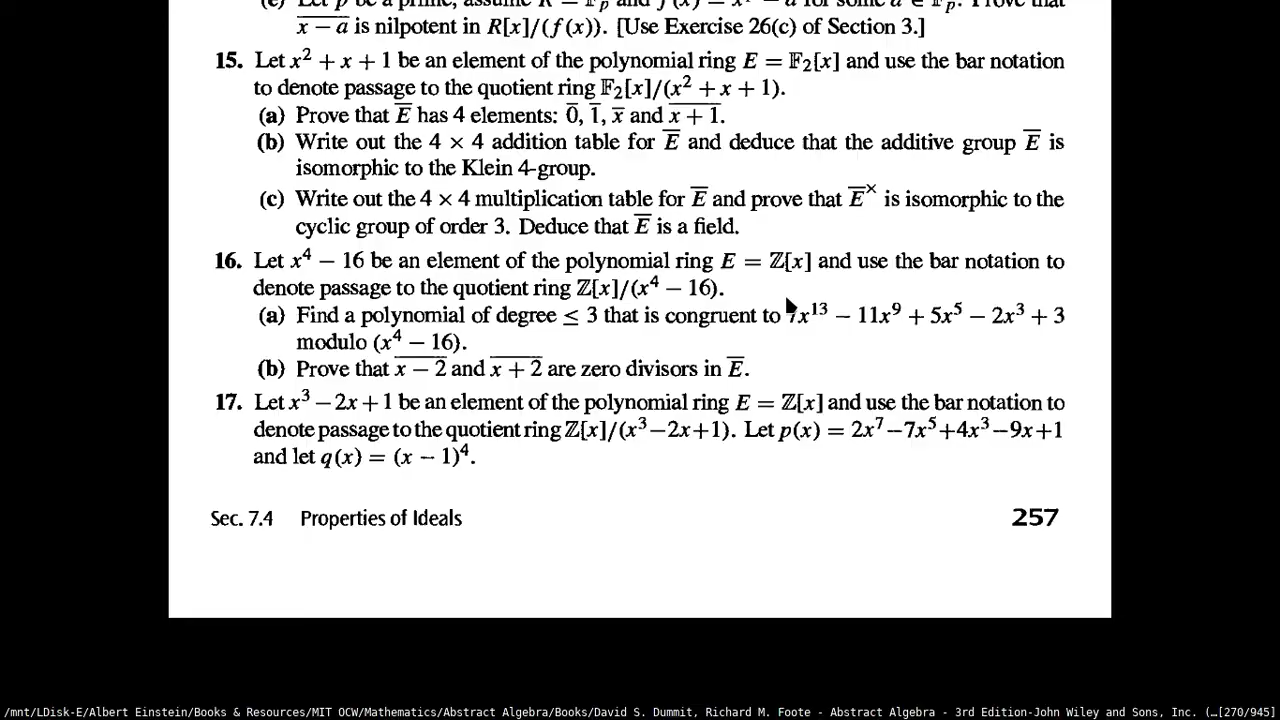 x − a is nilpotent in R[x]/(f(x)). [Use Exercise 26(c) of Section 3.]
15. Let x² + x + 1 be an element of the polynomial ring E = 𝔽₂[x] and use the bar notation
to denote passage to the quotient ring 𝔽₂[x]/(x² + x + 1).
(a) Prove that E̅ has 4 elements: 0̅, 1̅, x̅ and x̅ ̅+̅ ̅1̅.
(b) Write out the 4 × 4 addition table for E̅ and deduce that the additive group E̅ is
isomorphic to the Klein 4-group.
(c) Write out the 4 × 4 multiplication table for E̅ and prove that E̅ˣ is isomorphic to the
cyclic group of order 3. Deduce that E̅ is a field.
16. Let x⁴ − 16 be an element of the polynomial ring E = ℤ[x] and use the bar notation to
denote passage to the quotient ring ℤ[x]/(x⁴ − 16).
(a) Find a polynomial of degree ≤ 3 that is congruent to 7x¹³ − 11x⁹ + 5x⁵ − 2x³ + 3
modulo (x⁴ − 16).
(b) Prove that x̅ ̅−̅ ̅2̅ and x̅ ̅+̅ ̅2̅ are zero divisors in E̅.
17. Let x³ − 2x + 1 be an element of the polynomial ring E = ℤ[x] and use the bar notation to
denote passage to the quotient ring ℤ[x]/(x³ − 2x + 1). Let p(x) = 2x⁷ − 7x⁵ + 4x³ − 9x + 1
and let q(x) = (x − 1)⁴.
Sec. 7.4 Properties of Ideals 257
/mnt/LDisk-E/Albert Einstein/Books & Resources/MIT OCW/Mathematics/Abstract Algebra/Books/David S. Dummit, Richard M. Foote - Abstract Algebra - 3rd Edition-John Wiley and Sons, Inc. (…[270/945]